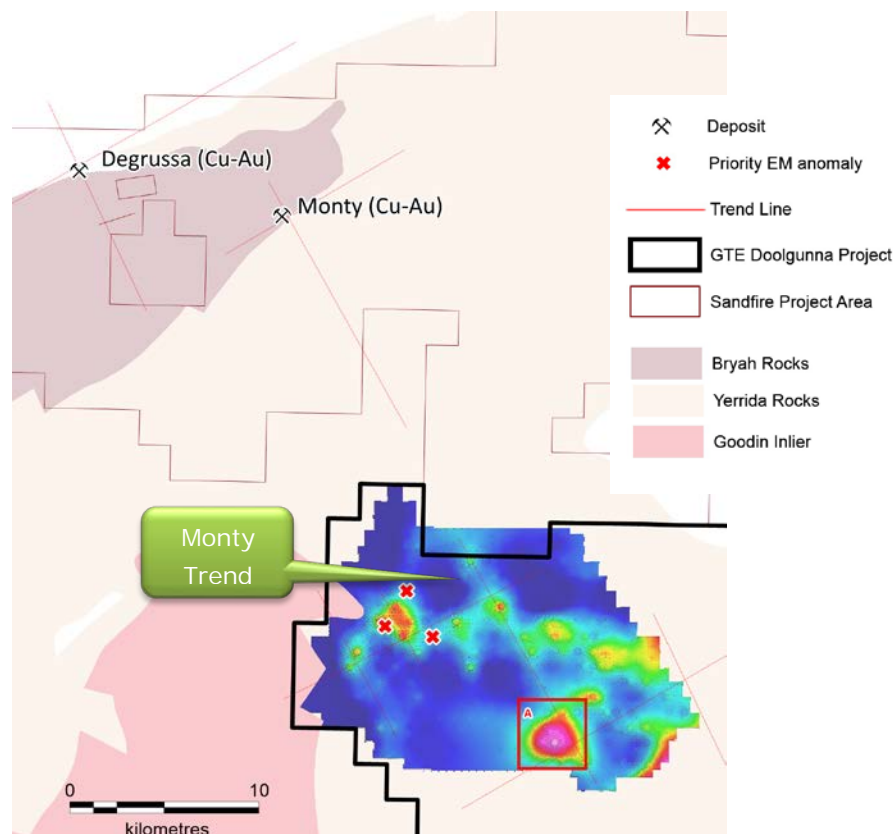 Degrussa (Cu-Au)
Monty (Cu-Au)
Deposit
Priority EM anomaly
Trend Line
GTE Doolgunna Project
Sandfire Project Area
Bryah Rocks
Yerrida Rocks
Goodin Inlier
Monty
Trend
A
0
10
kilometres